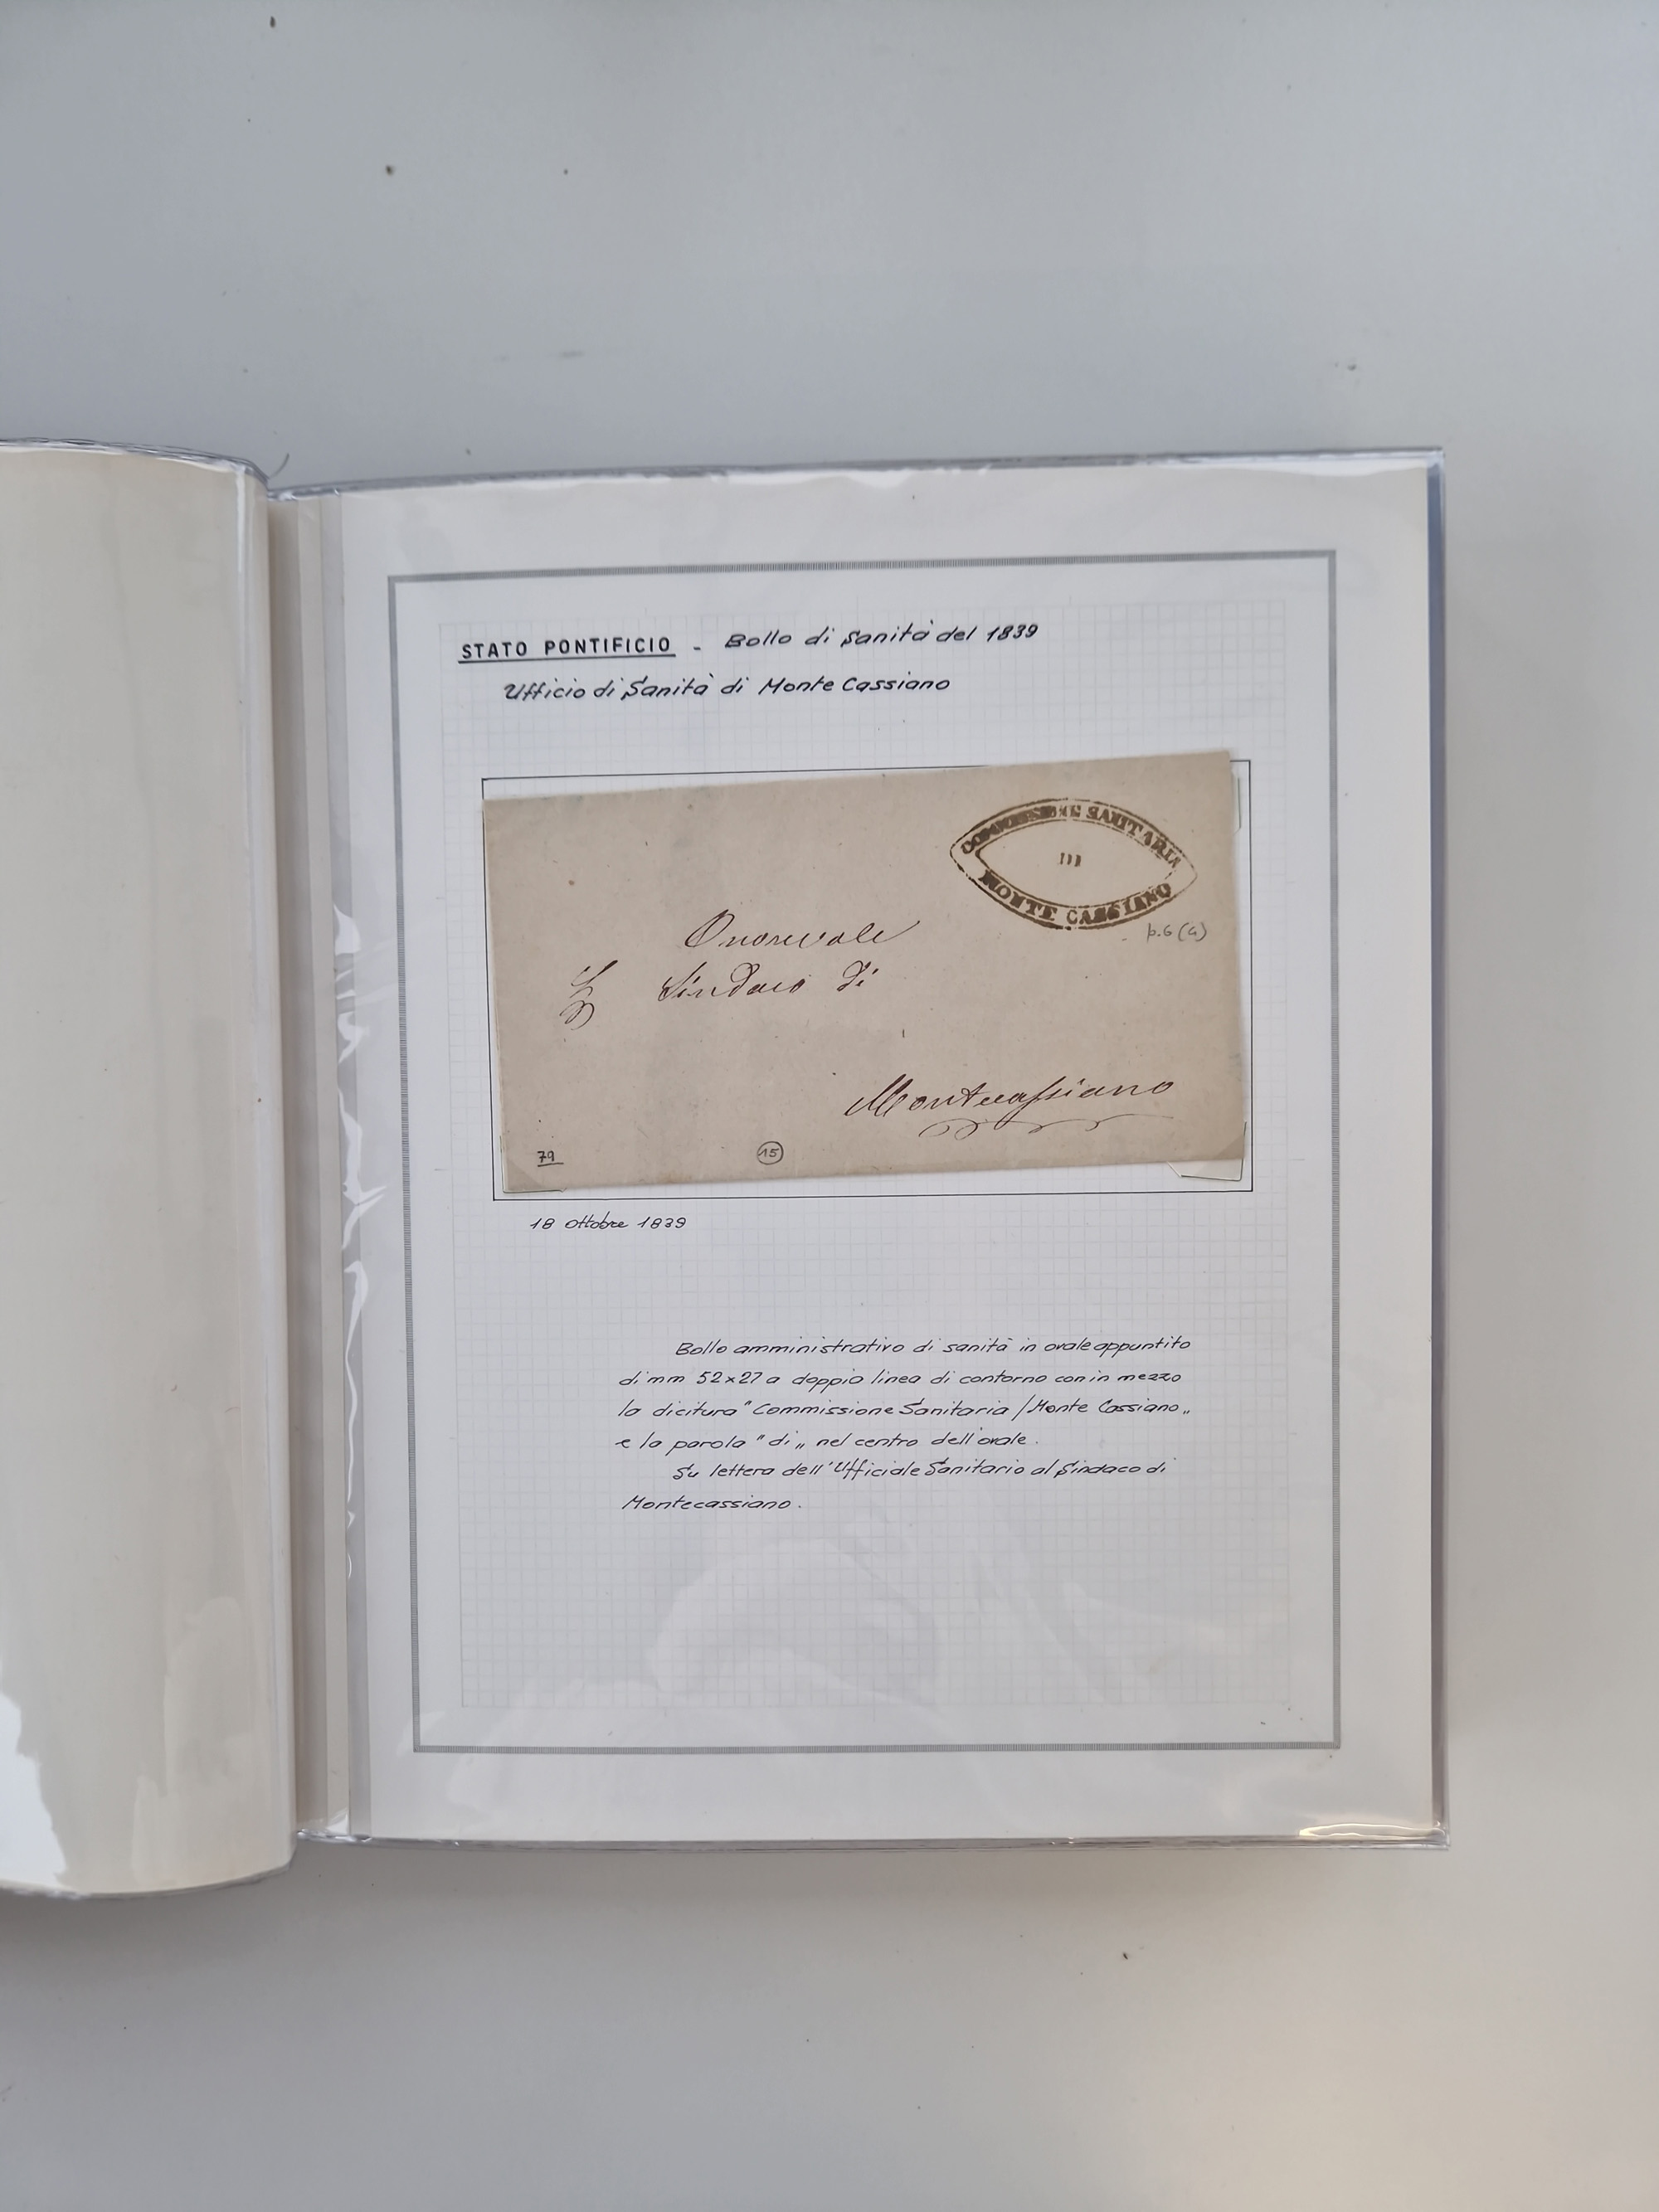 STATO PONTIFICIO - Bollo di Sanità del 1839
Ufficio di Sanità di Monte Cassiano
COMMISSIONE SANITARIA
MONTE CASSIANO
p.6 (a)
Onorevole
Sindaco di
Montecassiano
79
15
18 Ottobre 1839
Bollo amministrativo di sanità in ovale appuntito
di mm 52x27 a doppia linea di contorno con in mezzo
la dicitura "Commissione Sanitaria / Monte Cassiano„
e la parola "di„ nel centro dell'ovale.
Su lettera dell'Ufficiale Sanitario al Sindaco di
Montecassiano.